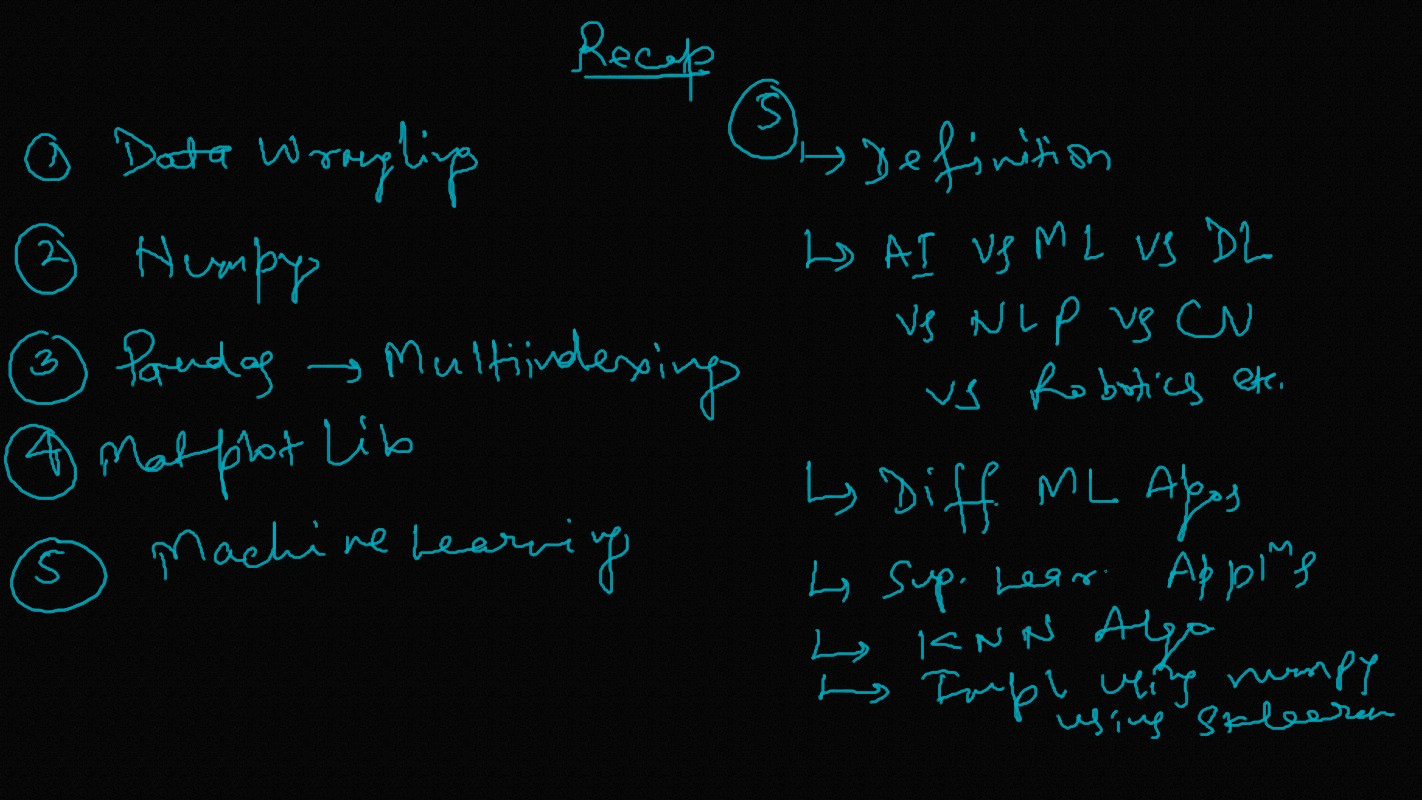 Recap
① Data Wrangling
② Numpy
③ Pandas → Multiindexing
④ Matplot Lib
⑤ Machine Learning
⑤
↳ Definition
↳ AI vs ML vs DL
vs NLP vs CN
vs Robotics etc.
↳ Diff ML Apps
↳ Sup. Lear. Applⁿs
↳ KNN Algo
↳ Impl using numpy
using sklearn